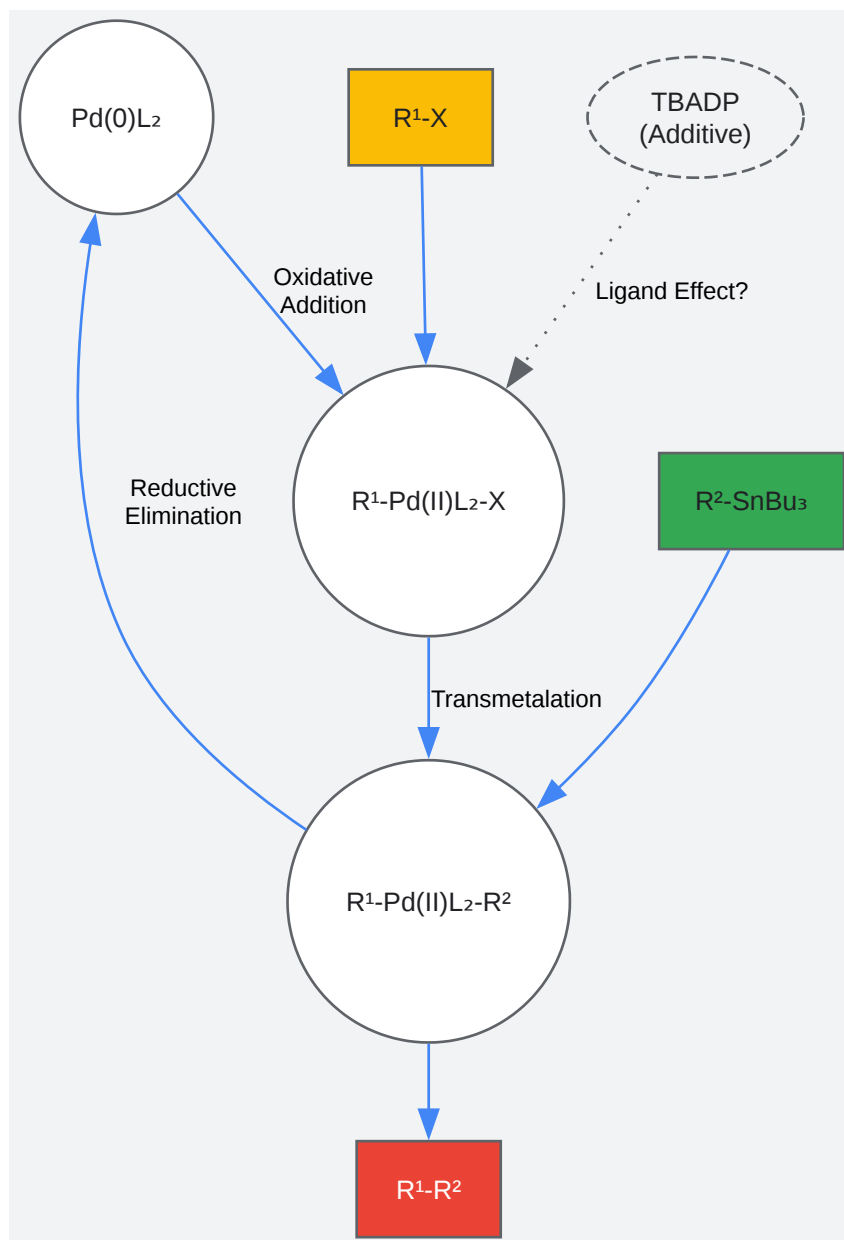 Pd(0)L₂
R¹-X
TBADP
(Additive)
Oxidative
Addition
Ligand Effect?
Reductive
Elimination
R¹-Pd(II)L₂-X
R²-SnBu₃
Transmetalation
R¹-Pd(II)L₂-R²
R¹-R²